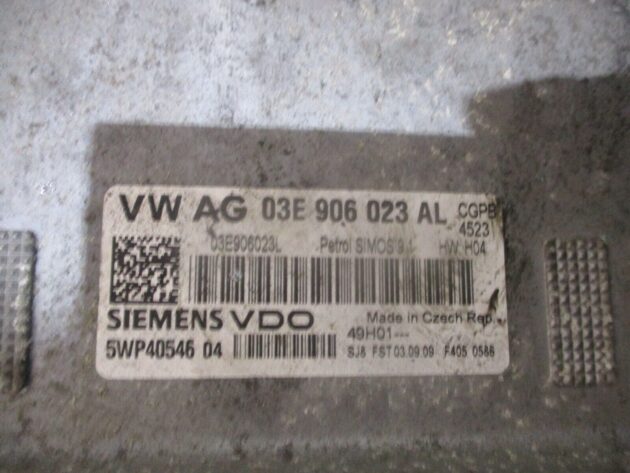 VW AG 03E 906 023 AL CGPB
4523
03E906023L Petrol SIMOS 9.1 HW: H04
SIEMENS VDO Made in Czech Rep.
49H01---
5WP40546 04 SJ8 FST 03.09.09 F405 0586